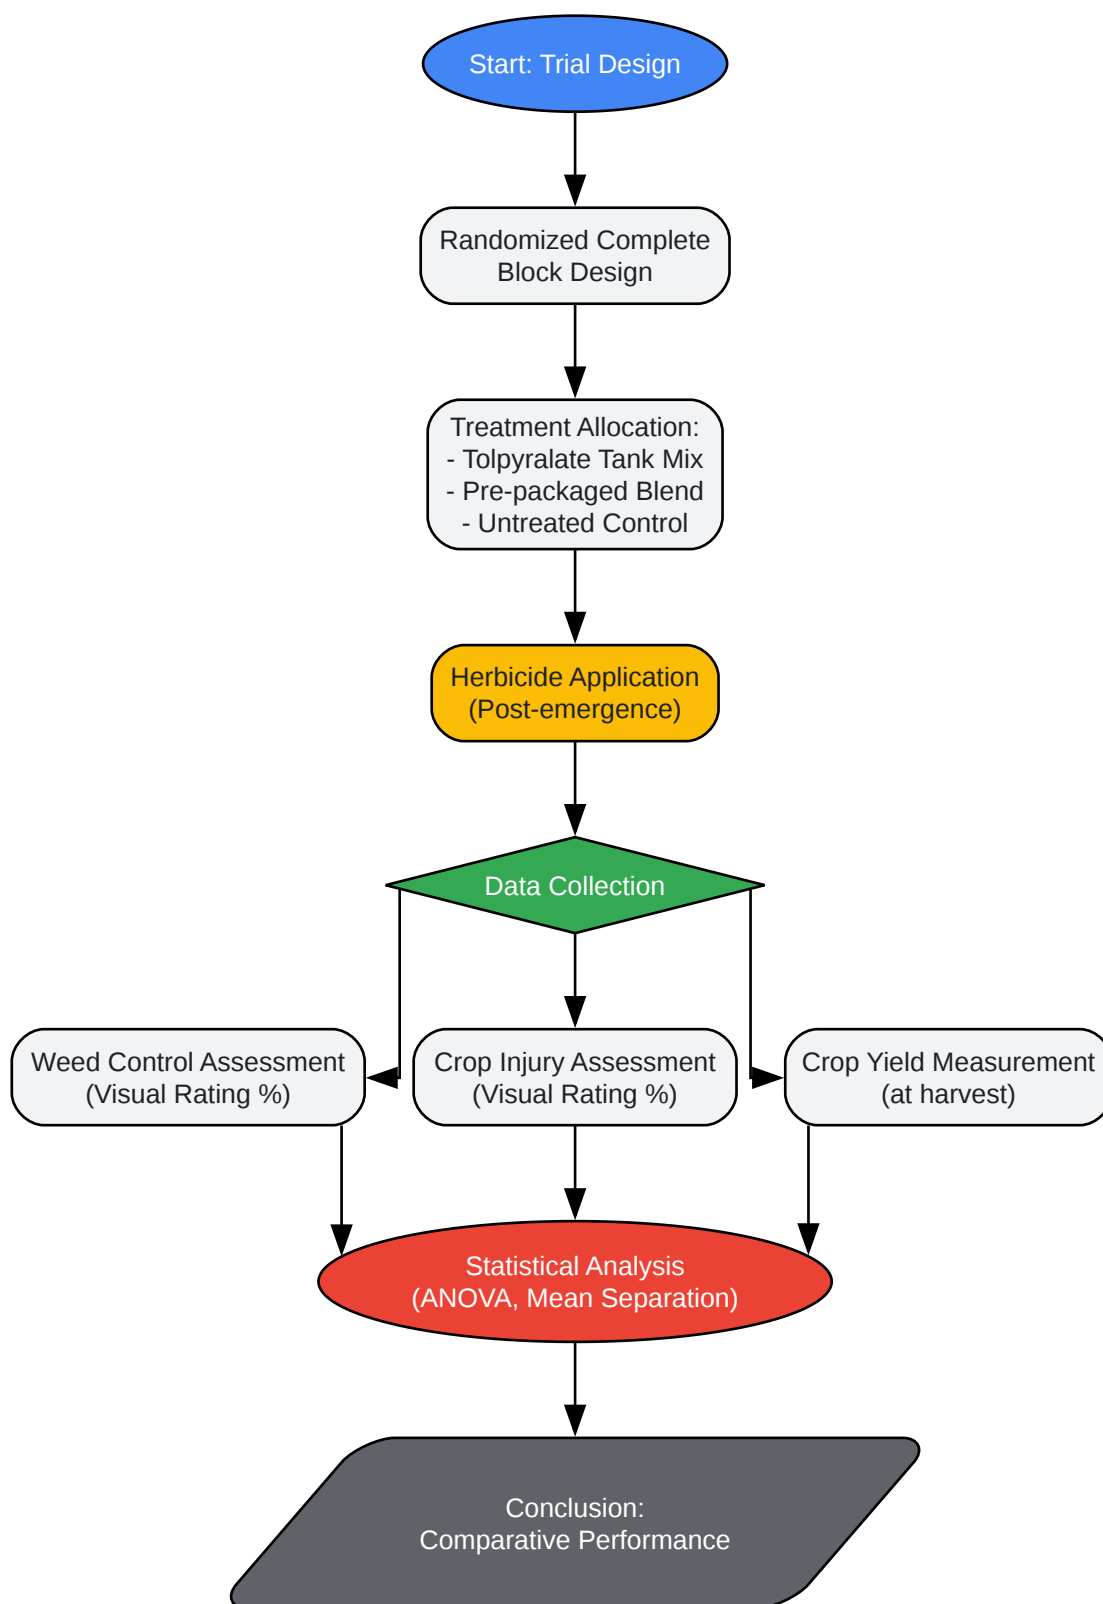 Start: Trial Design
Randomized Complete
Block Design
Treatment Allocation:
- Tolpyralate Tank Mix
- Pre-packaged Blend
- Untreated Control
Herbicide Application
(Post-emergence)
Data Collection
Weed Control Assessment
(Visual Rating %)
Crop Injury Assessment
(Visual Rating %)
Crop Yield Measurement
(at harvest)
Statistical Analysis
(ANOVA, Mean Separation)
Conclusion:
Comparative Performance